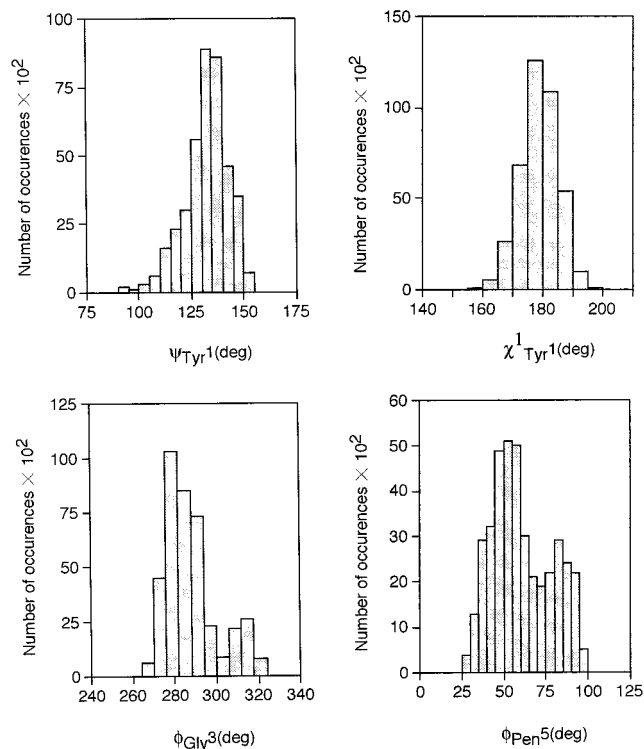 Number of occurences × 10²
100
75
50
25
0
75 100 125 150 175
ψTyr¹(deg)
Number of occurences × 10²
150
100
50
0
140 160 180 200
χ¹Tyr¹(deg)
Number of occurences × 10²
125
100
75
50
25
0
240 260 280 300 320 340
ϕGly³(deg)
Number of occurences × 10²
60
50
40
30
20
10
0
0 25 50 75 100 125
ϕPen⁵(deg)